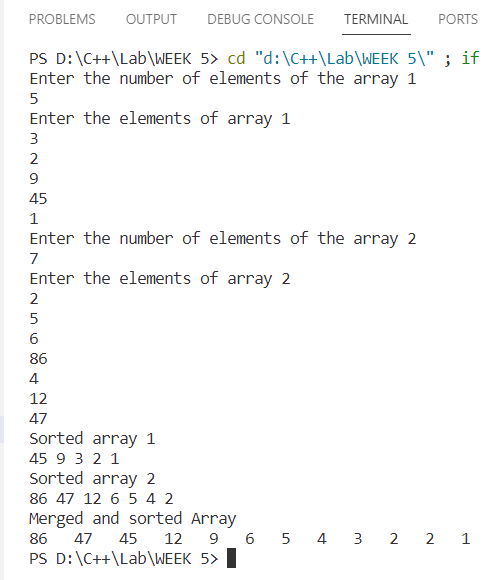 PROBLEMS OUTPUT DEBUG CONSOLE TERMINAL PORTS
PS D:\C++\Lab\WEEK 5> cd "d:\C++\Lab\WEEK 5\" ; if
Enter the number of elements of the array 1
5
Enter the elements of array 1
3
2
9
45
1
Enter the number of elements of the array 2
7
Enter the elements of array 2
2
5
6
86
4
12
47
Sorted array 1
45 9 3 2 1
Sorted array 2
86 47 12 6 5 4 2
Merged and sorted Array
86 47 45 12 9 6 5 4 3 2 2 1
PS D:\C++\Lab\WEEK 5>